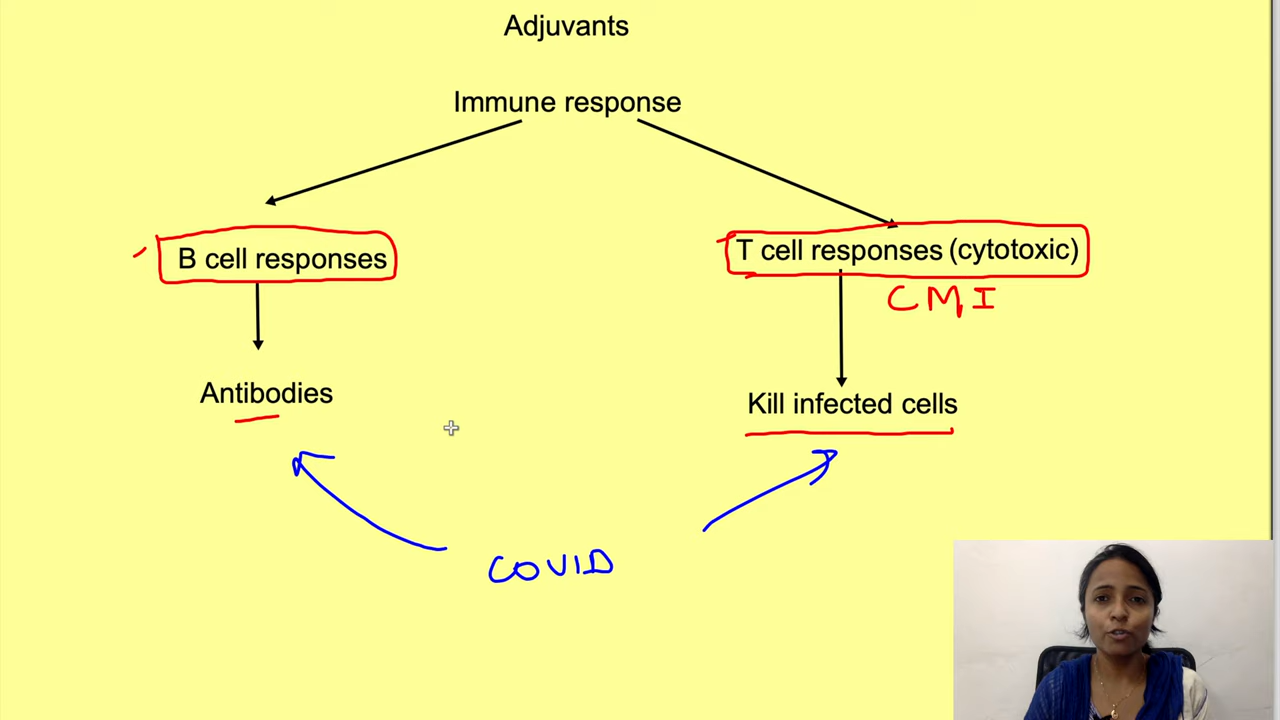 Adjuvants
Immune response
B cell responses
T cell responses (cytotoxic)
CMI
Antibodies
Kill infected cells
COVID